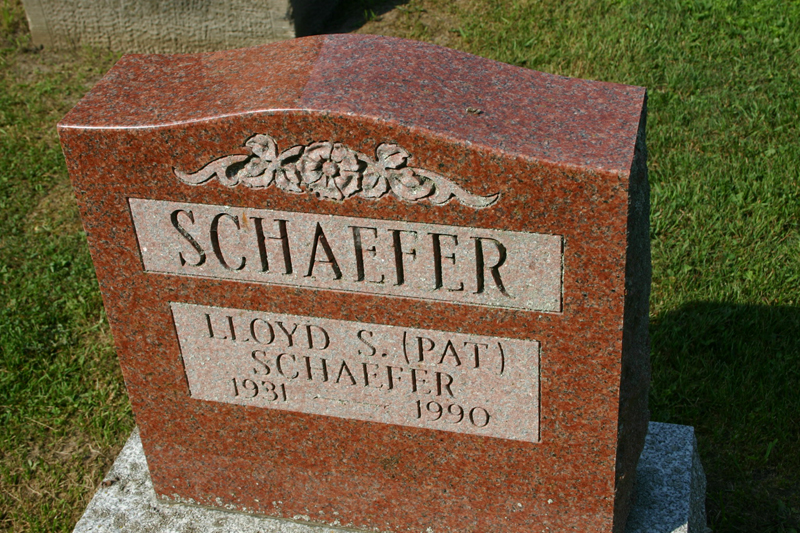 SCHAEFER
LLOYD S. (PAT)
SCHAEFER
1931 — 1990